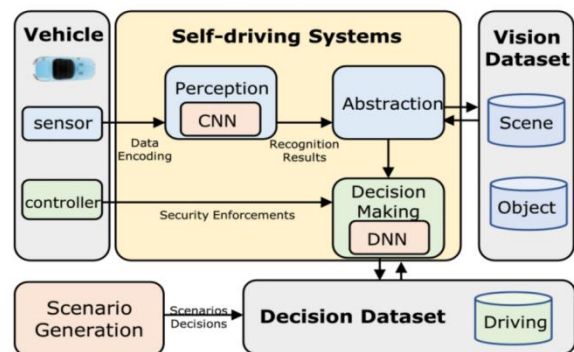 Vehicle
sensor
controller
Self-driving Systems
Perception
CNN
Abstraction
Data
Encoding
Recognition
Results
Security Enforcements
Decision
Making
DNN
Vision
Dataset
Scene
Object
Scenario
Generation
Scenarios
Decisions
Decision Dataset
Driving